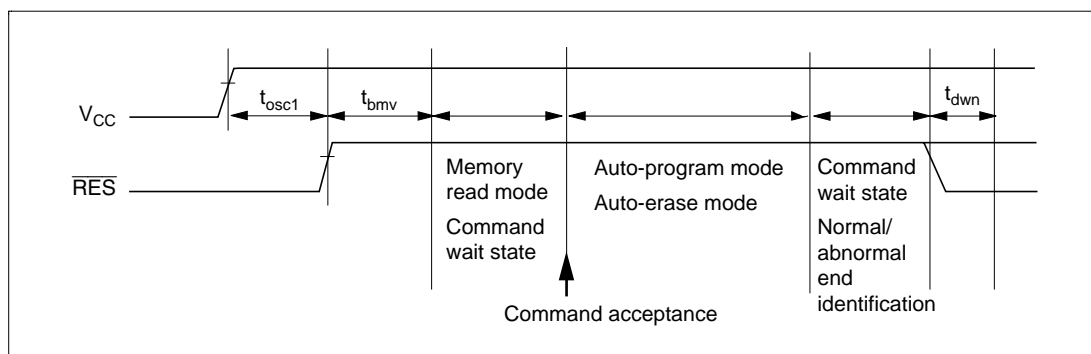 VCC
tosc1
tbmv
tdwn
RES
Memory
read mode
Command
wait state
Auto-program mode
Auto-erase mode
Command
wait state
Normal/
abnormal
end
identification
Command acceptance